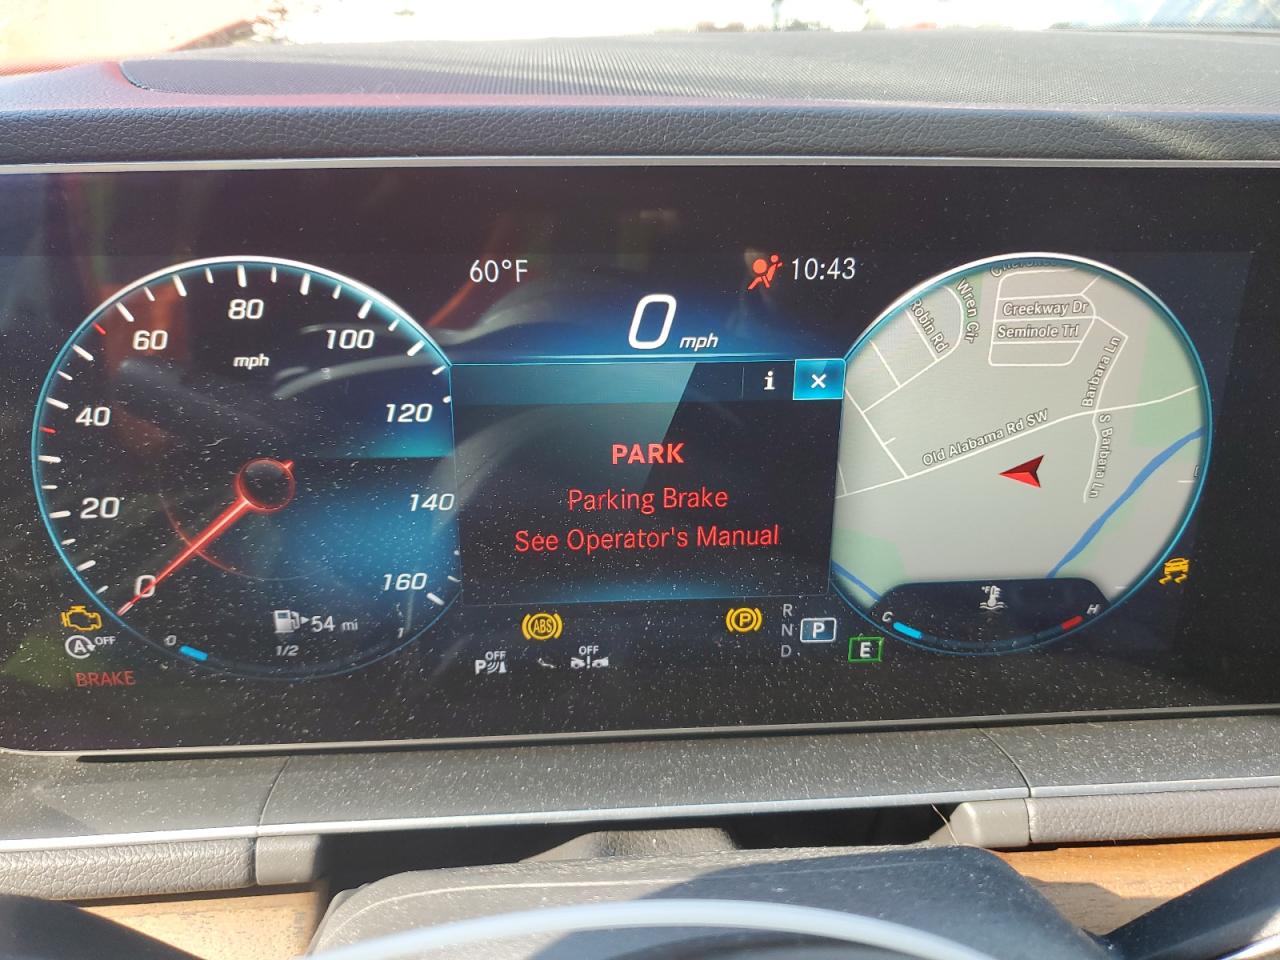 60°F
10:43
0 mph
80
60
100
mph
40
120
20
140
0
160
i
×
PARK
Parking Brake
See Operator's Manual
Robin Rd
Wren Cir
Creekway Dr
Seminole Trl
Barbara Ln
Old Alabama Rd SW
S Barbara Ln
A OFF
BRAKE
0
54 mi
1/2
1
ABS
OFF
P
OFF
P
R
N
P
D
E
C
H